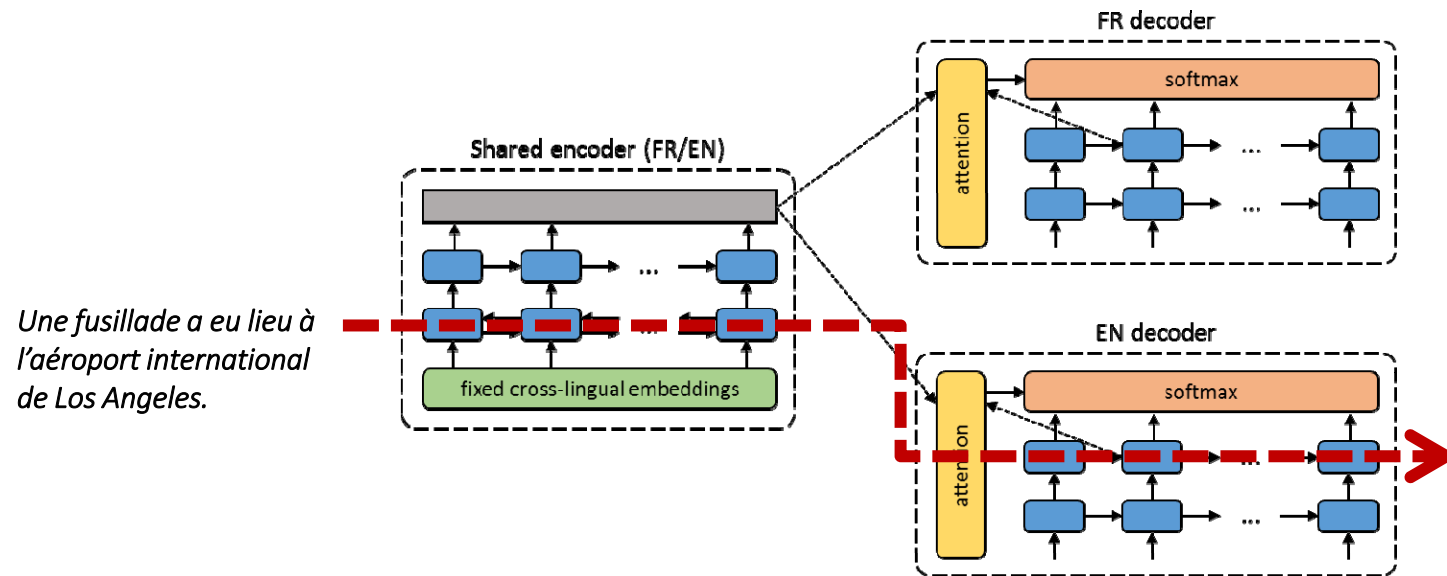 Une fusillade a eu lieu à
l'aéroport international
de Los Angeles.
Shared encoder (FR/EN)
...
...
fixed cross-lingual embeddings
FR decoder
attention
softmax
...
...
EN decoder
attention
softmax
...
...